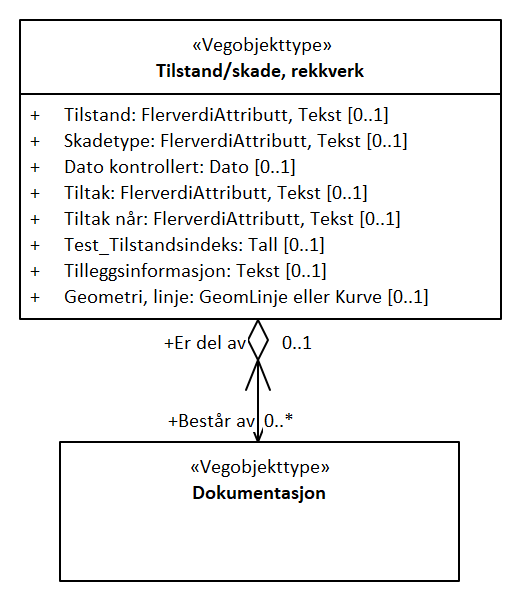 «Vegobjekttype»
Tilstand/skade, rekkverk
+ Tilstand: FlerverdiAttributt, Tekst [0..1]
+ Skadetype: FlerverdiAttributt, Tekst [0..1]
+ Dato kontrollert: Dato [0..1]
+ Tiltak: FlerverdiAttributt, Tekst [0..1]
+ Tiltak når: FlerverdiAttributt, Tekst [0..1]
+ Test_Tilstandsindeks: Tall [0..1]
+ Tilleggsinformasjon: Tekst [0..1]
+ Geometri, linje: GeomLinje eller Kurve [0..1]
+Er del av 0..1
+Består av 0..*
«Vegobjekttype»
Dokumentasjon